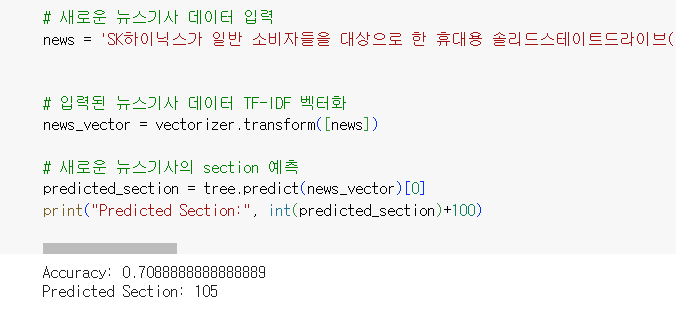 # 새로운 뉴스기사 데이터 입력
news = 'SK하이닉스가 일반 소비자들을 대상으로 한 휴대용 솔리드스테이트드라이브(
# 입력된 뉴스기사 데이터 TF-IDF 벡터화
news_vector = vectorizer.transform([news])
# 새로운 뉴스기사의 section 예측
predicted_section = tree.predict(news_vector)[0]
print("Predicted Section:", int(predicted_section)+100)
Accuracy: 0.7088888888888889
Predicted Section: 105